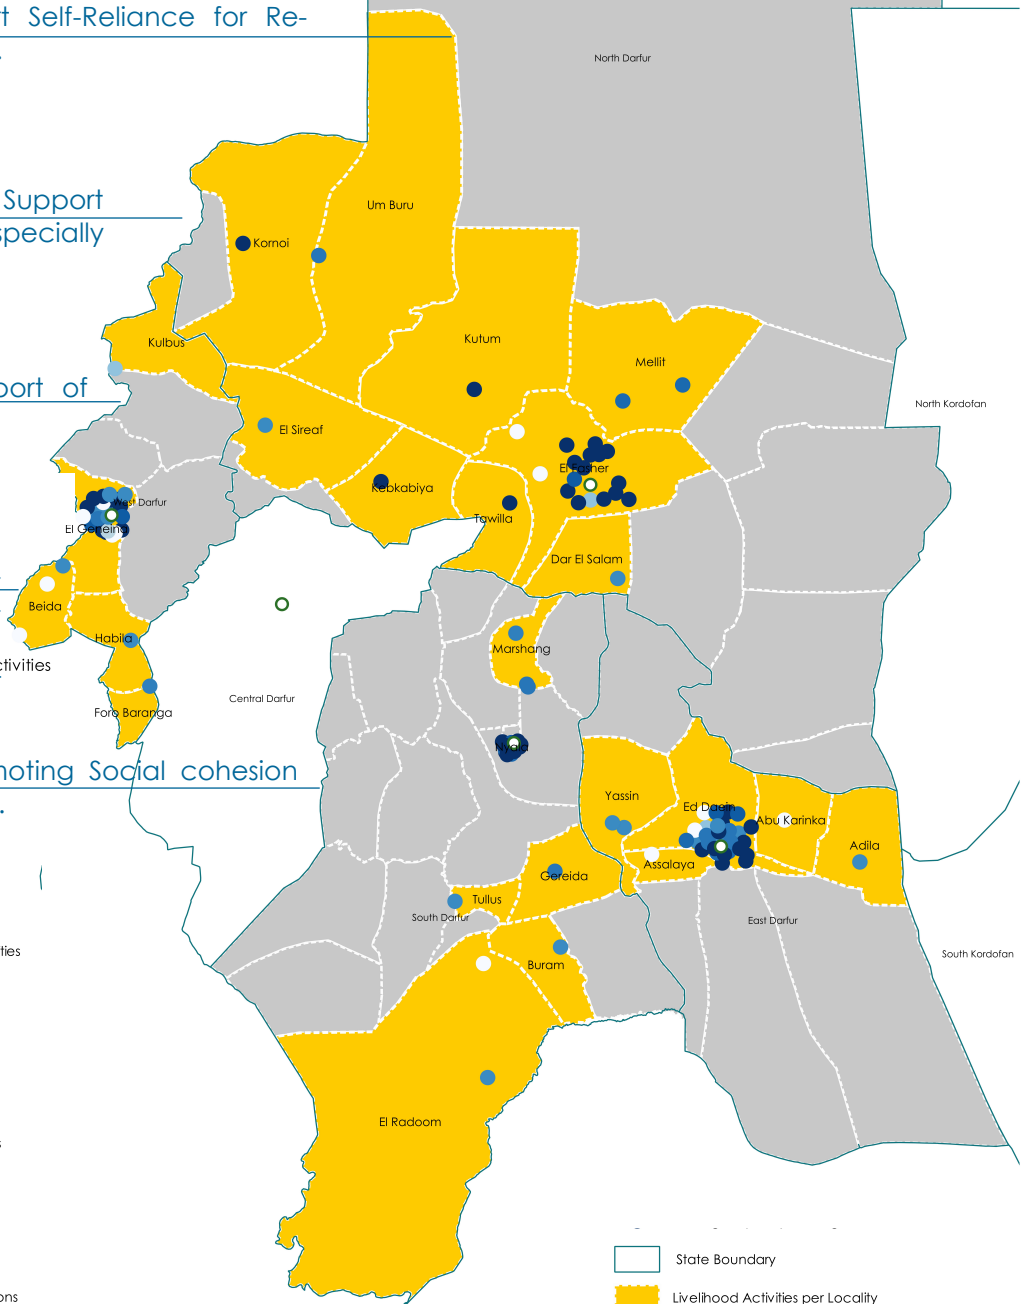 t Self-Reliance for Re-
.
North Darfur
Support
specially
Um Buru
Kornoi
Kutum
Kulbus
Mellit
port of
North Kordofan
El Sireaf
El Fasher
Kebkabiya
West Darfur
Tawilla
El Geneina
Dar El Salam
Beida
Habila
Marshang
ctivities
Central Darfur
Foro Baranga
Nyala
moting Social cohesion
.
Yassin
Ed Daein
Abu Karinka
Adila
Assalaya
Gereida
Tullus
South Darfur
East Darfur
ties
South Kordofan
Buram
El Radoom
s
State Boundary
ons
Livelihood Activities per Locality